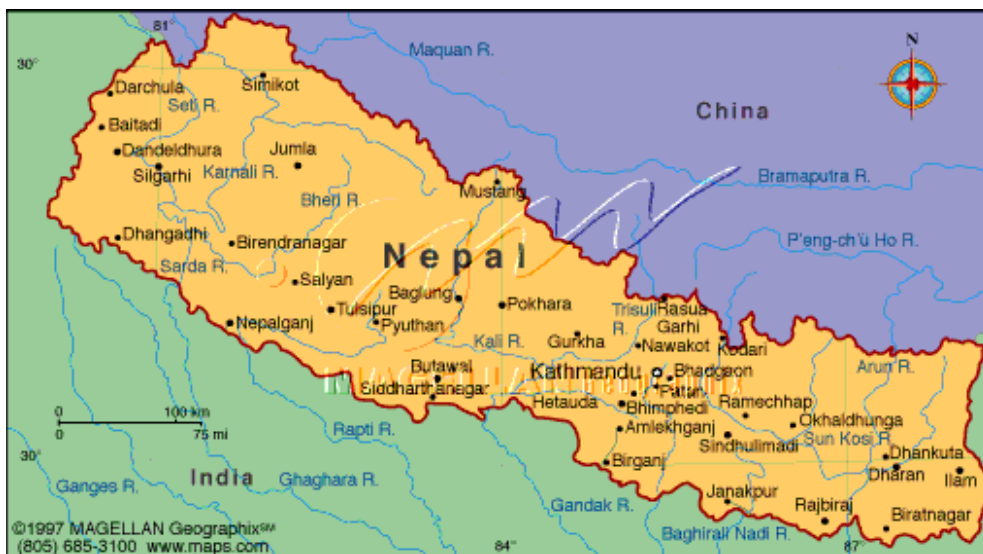 81°
N
30°
Maquan R.
Simikot
Darchula
Seti R.
China
Baitadi
Dandeldhura
Jumla
Silgarhi
Karnali R.
Bramaputra R.
Mustang
Bheri R.
Dhangadhi
Birendranagar
P'eng-ch'ü Ho R.
Nepal
Sarda R.
Salyan
Baglung
Pokhara
Trisuli
R.
Rasua
Garhi
Tulsipur
Nepalganj
Pyuthan
Kali R.
Gurkha
Nawakot
Kodari
Butawal
Kathmandu
Bhadgaon
Arun R.
Siddharthanagar
Patan
Hetauda
Bhimphedi
Ramechhap
0
100 km
0
75 mi
Rapti R.
Amlekhganj
Okhaldhunga
Sindhulimadi
Sun Kosi R.
30°
Birganj
Dhankuta
Dharan
Ilam
India
Ghaghara R.
Ganges R.
Gandak R.
Janakpur
Rajbiraj
Biratnagar
Baghirali Nadi R.
©1997 MAGELLAN Geographix℠
(805) 685-3100 www.maps.com
84°
87°